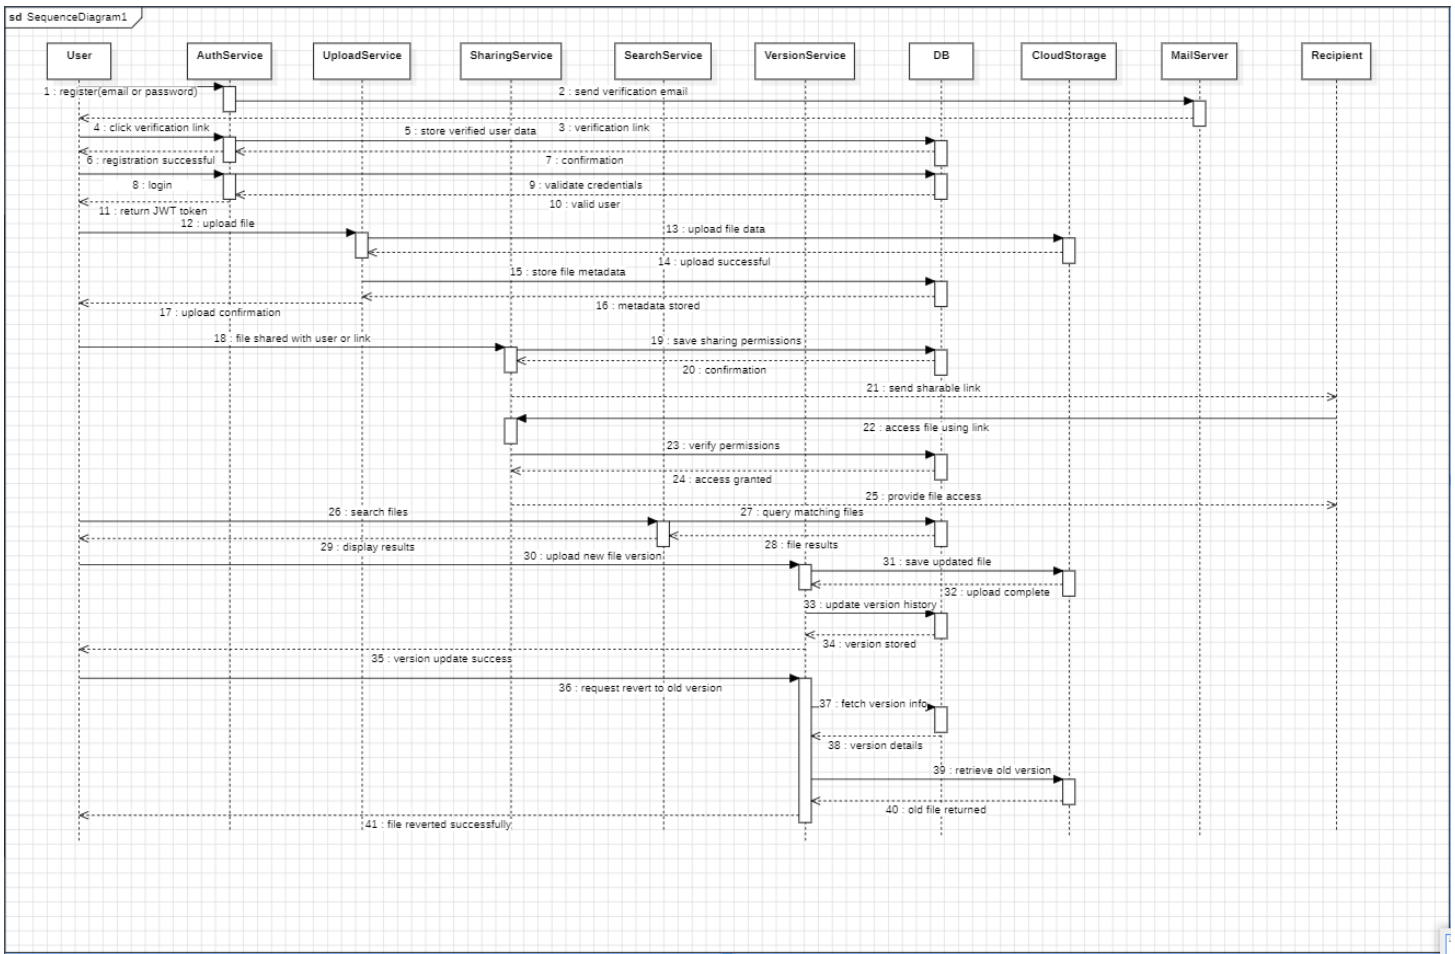 sd SequenceDiagram1
User
AuthService
UploadService
SharingService
SearchService
VersionService
DB
CloudStorage
MailServer
Recipient
1 : register(email or password)
2 : send verification email
3 : verification link
4 : click verification link
5 : store verified user data
6 : registration successful
7 : confirmation
8 : login
9 : validate credentials
10 : valid user
11 : return JWT token
12 : upload file
13 : upload file data
14 : upload successful
15 : store file metadata
16 : metadata stored
17 : upload confirmation
18 : file shared with user or link
19 : save sharing permissions
20 : confirmation
21 : send sharable link
22 : access file using link
23 : verify permissions
24 : access granted
25 : provide file access
26 : search files
27 : query matching files
28 : file results
29 : display results
30 : upload new file version
31 : save updated file
32 : upload complete
33 : update version history
34 : version stored
35 : version update success
36 : request revert to old version
37 : fetch version info
38 : version details
39 : retrieve old version
40 : old file returned
41 : file reverted successfully